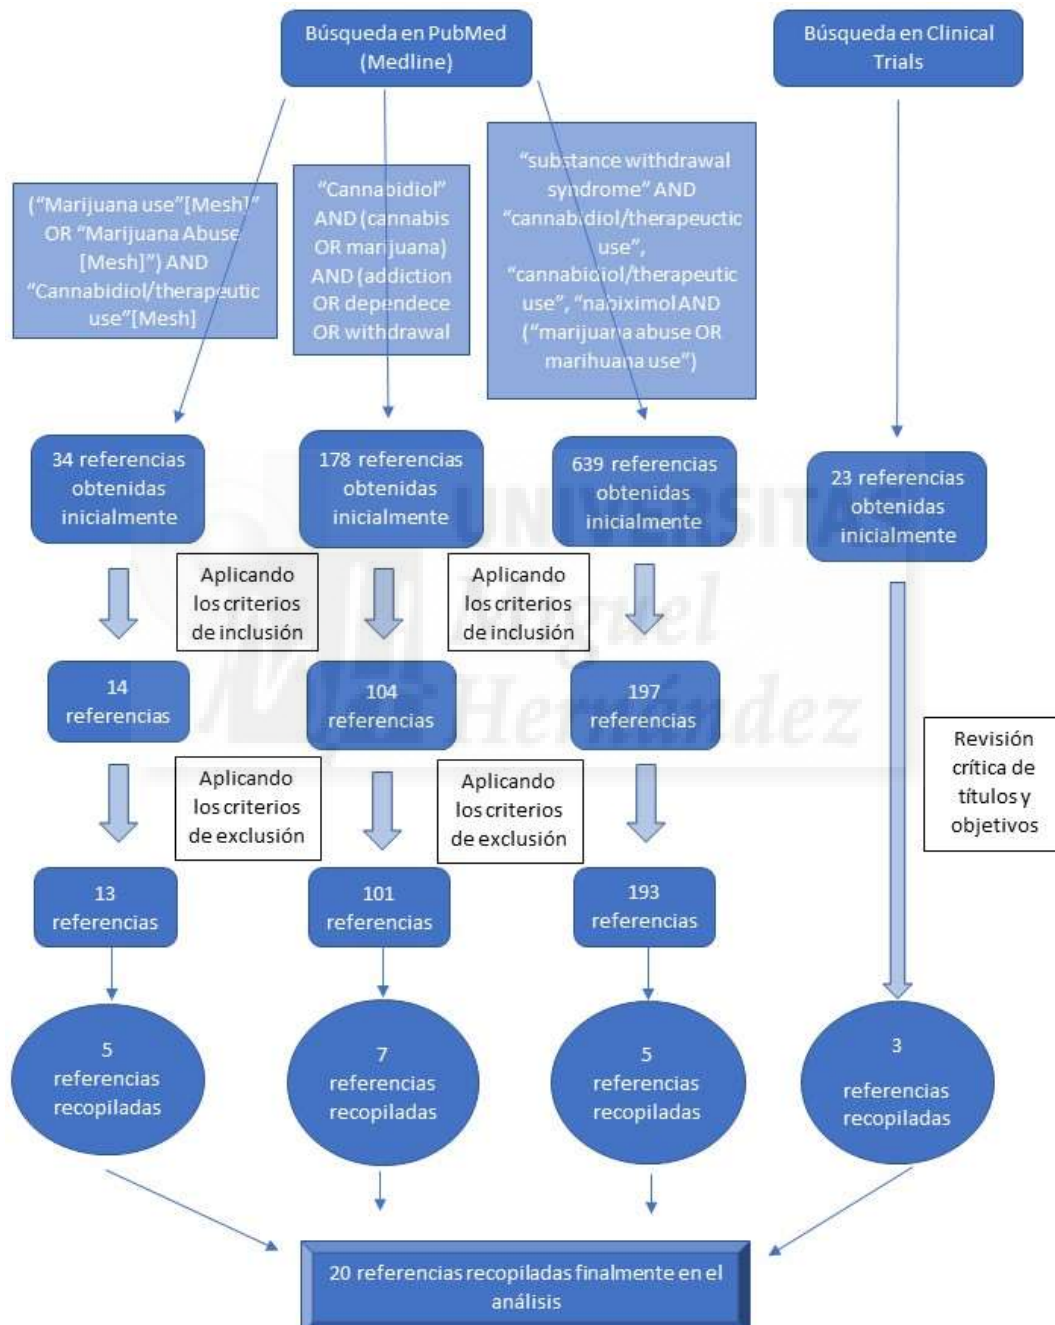 Búsqueda en PubMed
(Medline)
Búsqueda en Clinical
Trials
(“Marijuana use”[Mesh]”
OR “Marijuana Abuse
[Mesh]”) AND
“Cannabidiol/therapeutic
use”[Mesh]
“Cannabidiol”
AND (cannabis
OR marijuana)
AND (addiction
OR dependece
OR withdrawal
“substance withdrawal
syndrome” AND
“cannabidiol/therapeuctic
use”,
“cannabidiol/therapeutic
use”, “nabiximol AND
(“marijuana abuse OR
marihuana use”)
34 referencias
obtenidas
inicialmente
178 referencias
obtenidas
inicialmente
639 referencias
obtenidas
inicialmente
23 referencias
obtenidas
inicialmente
UNIVERSITAS
Miguel
Hernández
Aplicando
los criterios
de inclusión
Aplicando
los criterios
de inclusión
14
referencias
104
referencias
197
referencias
Revisión
crítica de
títulos y
objetivos
Aplicando
los criterios
de exclusión
Aplicando
los criterios
de exclusión
13
referencias
101
referencias
193
referencias
5
referencias
recopiladas
7
referencias
recopiladas
5
referencias
recopiladas
3
referencias
recopiladas
20 referencias recopiladas finalmente en el
análisis